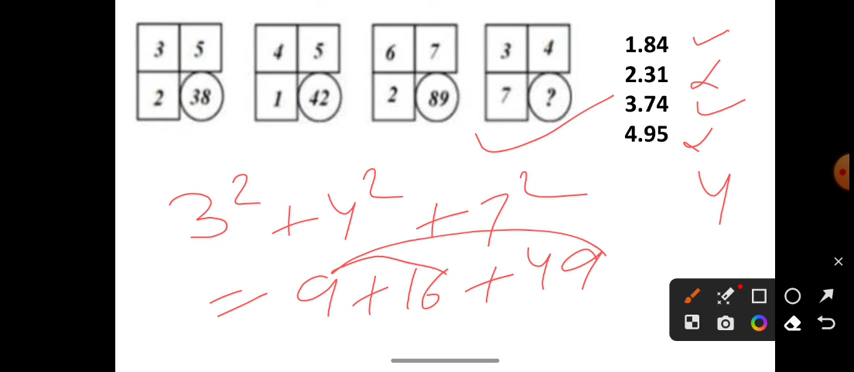 3 5 4 5 6 7 3 4
2 38 1 42 2 89 7 ?
1.84
2.31
3.74
4.95
3² + 4² + 7²
4
= 9 + 16 + 49